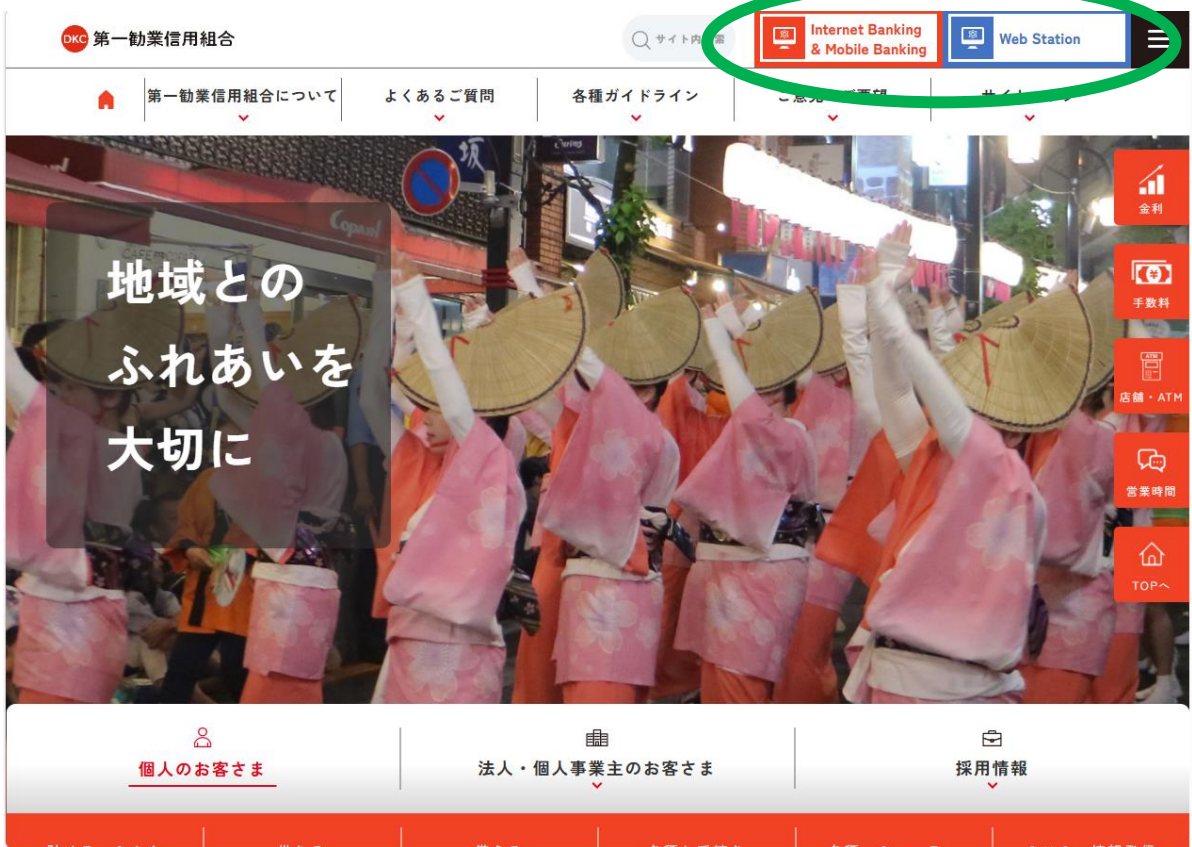 DKC 第一勧業信用組合
サイト内
Internet Banking
& Mobile Banking
Web Station
第一勧業信用組合について
よくあるご質問
各種ガイドライン
坂
Copain
CAFE
地域との
ふれあいを
大切に
金利
手数料
ATM
店舗・ATM
営業時間
TOPへ
個人のお客さま
法人・個人事業主のお客さま
採用情報